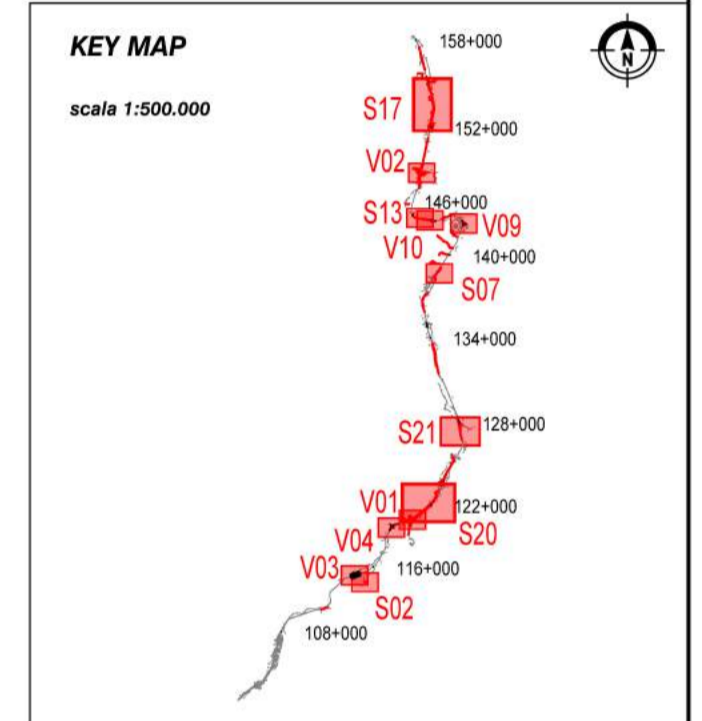 KEY MAP
158+000
N
scala 1:500.000
S17
152+000
V02
146+000
S13
V09
V10
140+000
S07
134+000
S21
128+000
V01
122+000
S20
V04
116+000
V03
S02
108+000